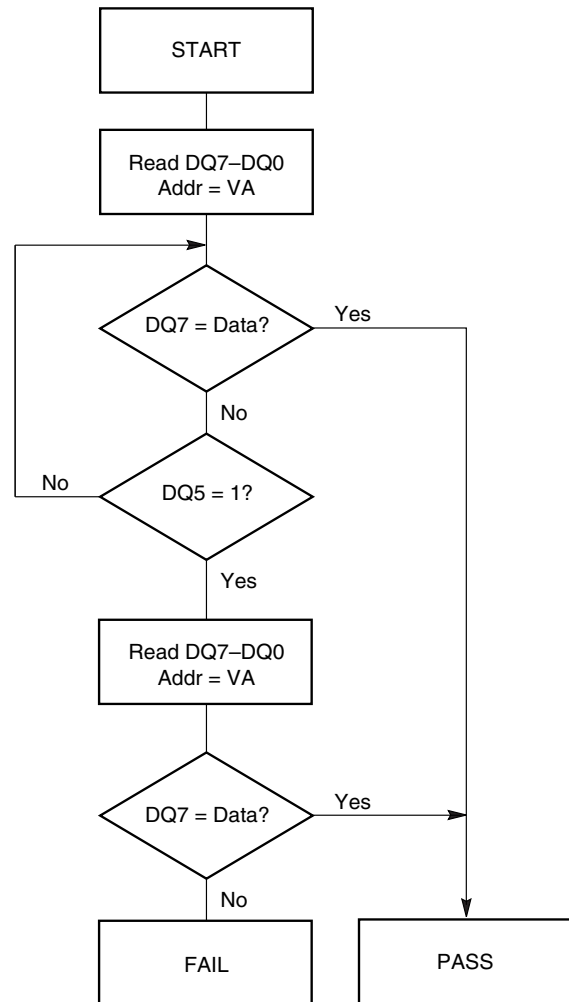 START
Read DQ7–DQ0
Addr = VA
DQ7 = Data?
Yes
No
No
DQ5 = 1?
Yes
Read DQ7–DQ0
Addr = VA
DQ7 = Data?
Yes
No
FAIL
PASS